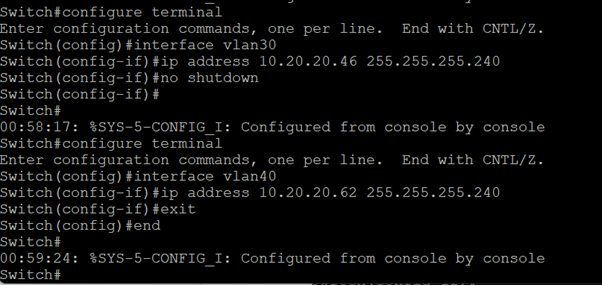 Switch#configure terminal
Enter configuration commands, one per line.  End with CNTL/Z.
Switch(config)#interface vlan30
Switch(config-if)#ip address 10.20.20.46 255.255.255.240
Switch(config-if)#no shutdown
Switch(config-if)#
Switch#
00:58:17: %SYS-5-CONFIG_I: Configured from console by console
Switch#configure terminal
Enter configuration commands, one per line.  End with CNTL/Z.
Switch(config)#interface vlan40
Switch(config-if)#ip address 10.20.20.62 255.255.255.240
Switch(config-if)#exit
Switch(config)#end
Switch#
00:59:24: %SYS-5-CONFIG_I: Configured from console by console
Switch#